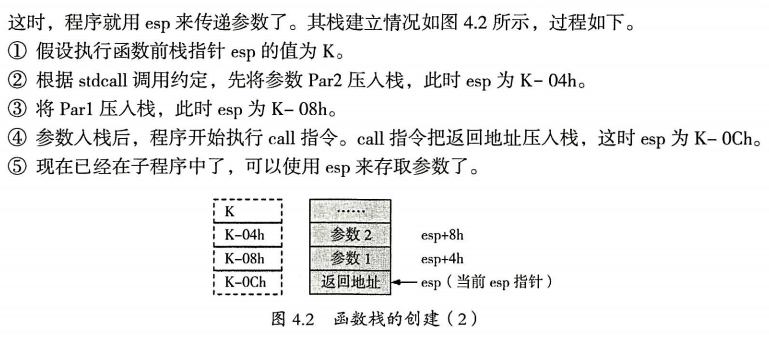 这时，程序就用 esp 来传递参数了。其栈建立情况如图 4.2 所示，过程如下。
① 假设执行函数前栈指针 esp 的值为 K。
② 根据 stdcall 调用约定，先将参数 Par2 压入栈，此时 esp 为 K- 04h。
③ 将 Par1 压入栈，此时 esp 为 K- 08h。
④ 参数入栈后，程序开始执行 call 指令。call 指令把返回地址压入栈，这时 esp 为 K- 0Ch。
⑤ 现在已经在子程序中了，可以使用 esp 来存取参数了。
K ……
K-04h 参数 2 esp+8h
K-08h 参数 1 esp+4h
K-0Ch 返回地址 esp（当前 esp 指针）
图 4.2 函数栈的创建（2）